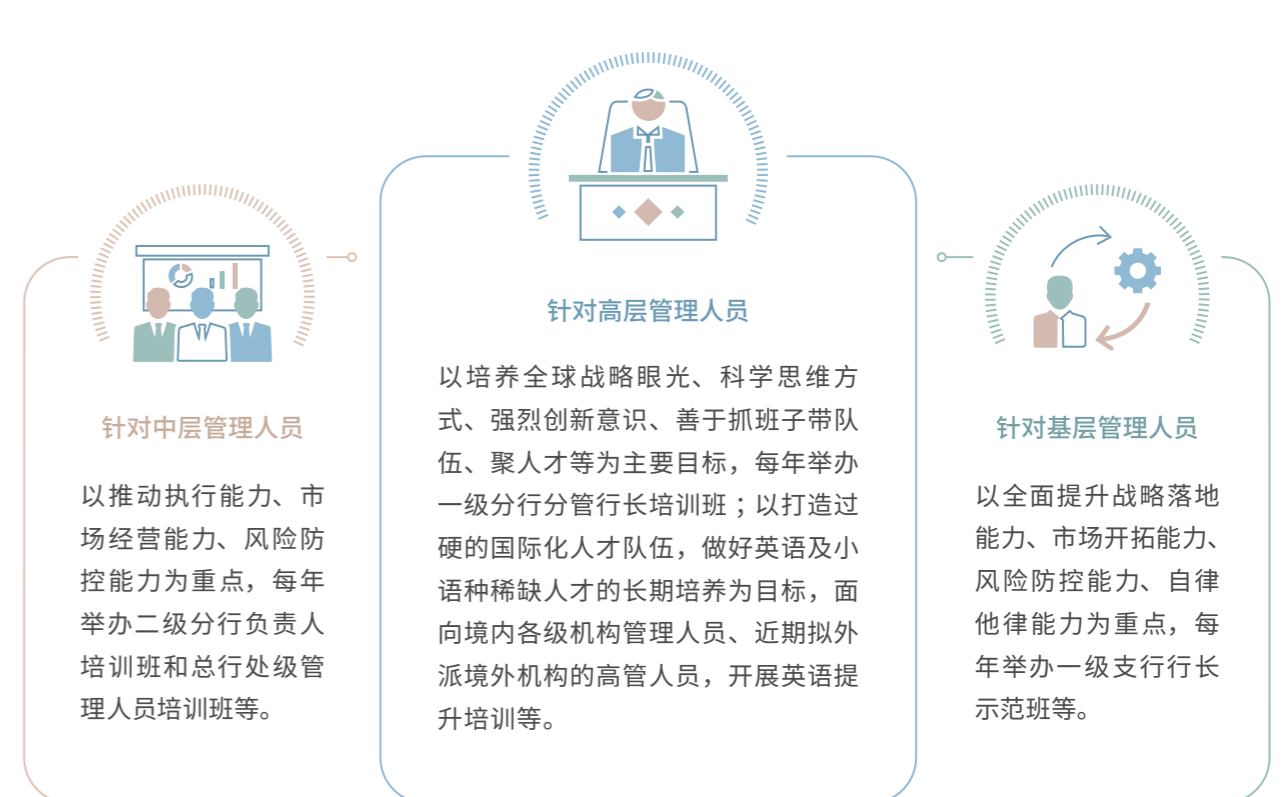 针对中层管理人员
以推动执行能力、市
场经营能力、风险防
控能力为重点，每年
举办二级分行负责人
培训班和总行处级管
理人员培训班等。
针对高层管理人员
以培养全球战略眼光、科学思维方
式、强烈创新意识、善于抓班子带队
伍、聚人才等为主要目标，每年举办
一级分行分管行长培训班；以打造过
硬的国际化人才队伍，做好英语及小
语种稀缺人才的长期培养为目标，面
向境内各级机构管理人员、近期拟外
派境外机构的高管人员，开展英语提
升培训等。
针对基层管理人员
以全面提升战略落地
能力、市场开拓能力、
风险防控能力、自律
他律能力为重点，每
年举办一级支行行长
示范班等。